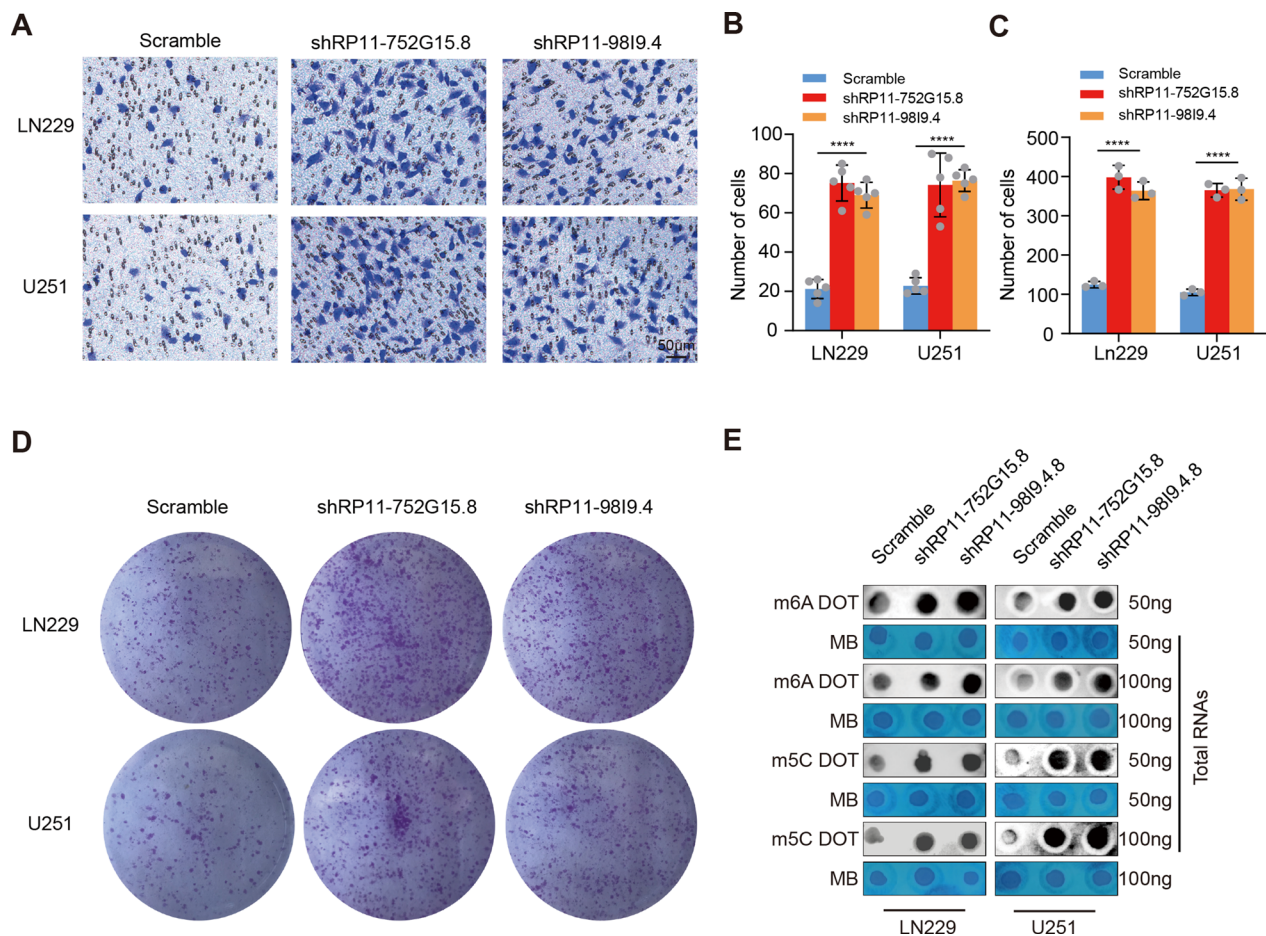 A
Scramble
shRP11-752G15.8
shRP11-98I9.4
LN229
U251
50um
B
Scramble
shRP11-752G15.8
shRP11-98I9.4
Number of cells
100
80
60
40
20
0
****
****
LN229
U251
C
Scramble
shRP11-752G15.8
shRP11-98I9.4
Number of cells
500
400
300
200
100
0
****
****
Ln229
U251
D
Scramble
shRP11-752G15.8
shRP11-98I9.4
LN229
U251
E
Scramble
shRP11-752G15.8
shRP11-98I9.4.8
Scramble
shRP11-752G15.8
shRP11-98I9.4.8
m6A DOT 50ng
MB 50ng
m6A DOT 100ng
MB 100ng
m5C DOT 50ng
MB 50ng
m5C DOT 100ng
MB 100ng
Total RNAs
LN229
U251